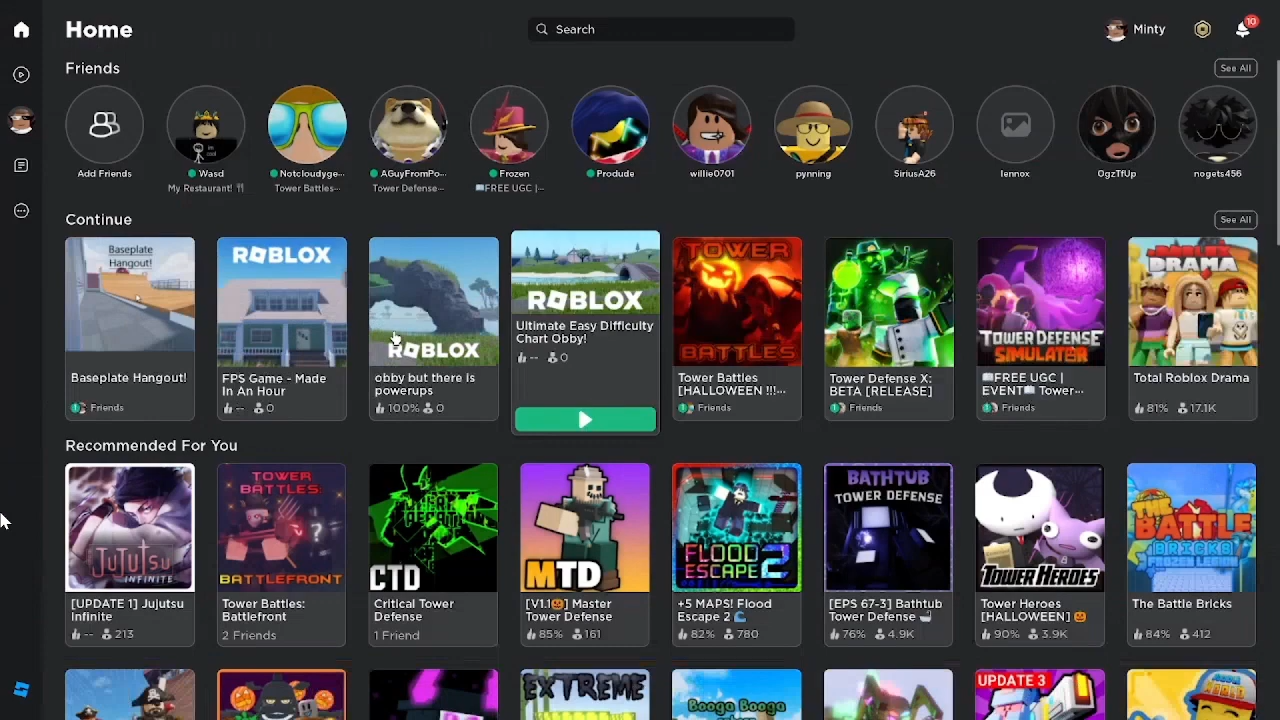 Home
Search
Minty
10
Friends
See All
Add Friends
Wasd
My Restaurant!
Notcloudyge···
Tower Battles···
AGuyFromPo···
Tower Defense···
Frozen
FREE UGC |···
Produde
willie0701
pynning
SiriusA26
lennox
OgzTfUp
nogets456
Continue
See All
Baseplate
Hangout!
Baseplate Hangout!
Friends
ROBLOX
FPS Game - Made
In An Hour
-- 0
ROBLOX
obby but there is
powerups
100% 0
ROBLOX
Ultimate Easy Difficulty
Chart Obby!
-- 0
TOWER
BATTLES
Tower Battles
[HALLOWEEN !!!···
Friends
Tower Defense X:
BETA [RELEASE]
Friends
TOWER DEFENSE
SIMULATOR
FREE UGC |
EVENT Tower···
Friends
DRAMA
Total Roblox Drama
81% 17.1K
Recommended For You
JUJUTSU
INFINITE
[UPDATE 1] Jujutsu
Infinite
-- 213
TOWER
BATTLES:
BATTLEFRONT
Tower Battles:
Battlefront
2 Friends
CTD
Critical Tower
Defense
1 Friend
MTD
[V1.1🎃] Master
Tower Defense
85% 161
FLOOD
ESCAPE 2
+5 MAPS! Flood
Escape 2 🌊
82% 780
BATHTUB
TOWER DEFENSE
[EPS 67-3] Bathtub
Tower Defense 🛁
76% 4.9K
TOWER HEROES
Tower Heroes
[HALLOWEEN] 🎃
90% 3.9K
THE
BATTLE
BRICKS
FROZEN LEGION
The Battle Bricks
84% 412
EXTREME
Booga Booga
UPDATE 3